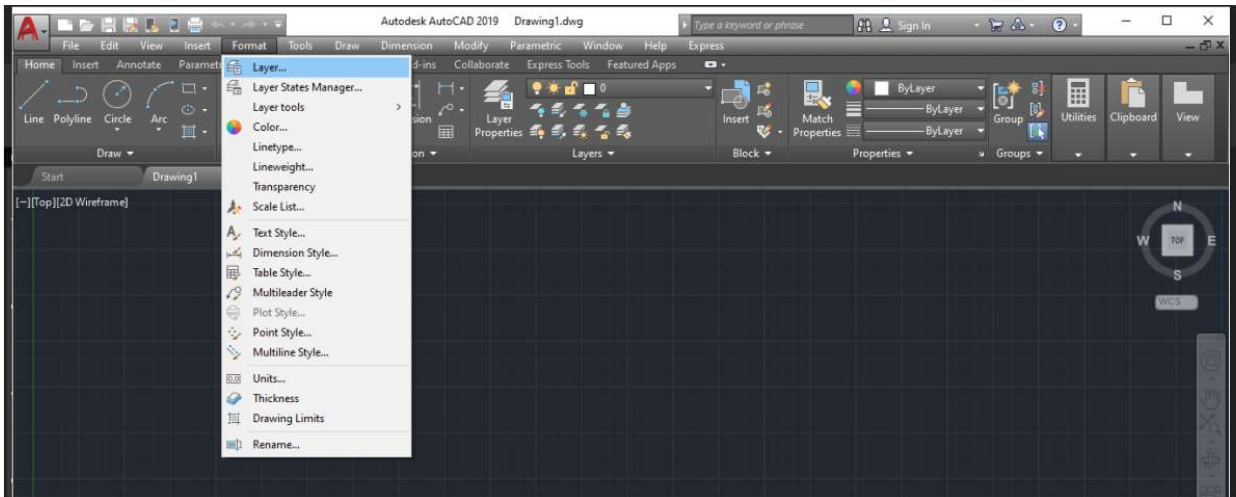 Autodesk AutoCAD 2019 Drawing1.dwg Type a keyword or phrase Sign In
File Edit View Insert Format Tools Draw Dimension Modify Parametric Window Help Express
Home Insert Annotate Paramet d-ins Collaborate Express Tools Featured Apps
Line Polyline Circle Arc
sion
Layer
Properties
0
Insert
Match
Properties
ByLayer
ByLayer
ByLayer
Group
Utilities Clipboard View
Draw on Layers Block Properties Groups
Start Drawing1
[−][Top][2D Wireframe]
Layer...
Layer States Manager...
Layer tools
Color...
Linetype...
Lineweight...
Transparency
Scale List...
Text Style...
Dimension Style...
Table Style...
Multileader Style
Plot Style...
Point Style...
Multiline Style...
Units...
Thickness
Drawing Limits
Rename...
N
W TOP E
S
WCS